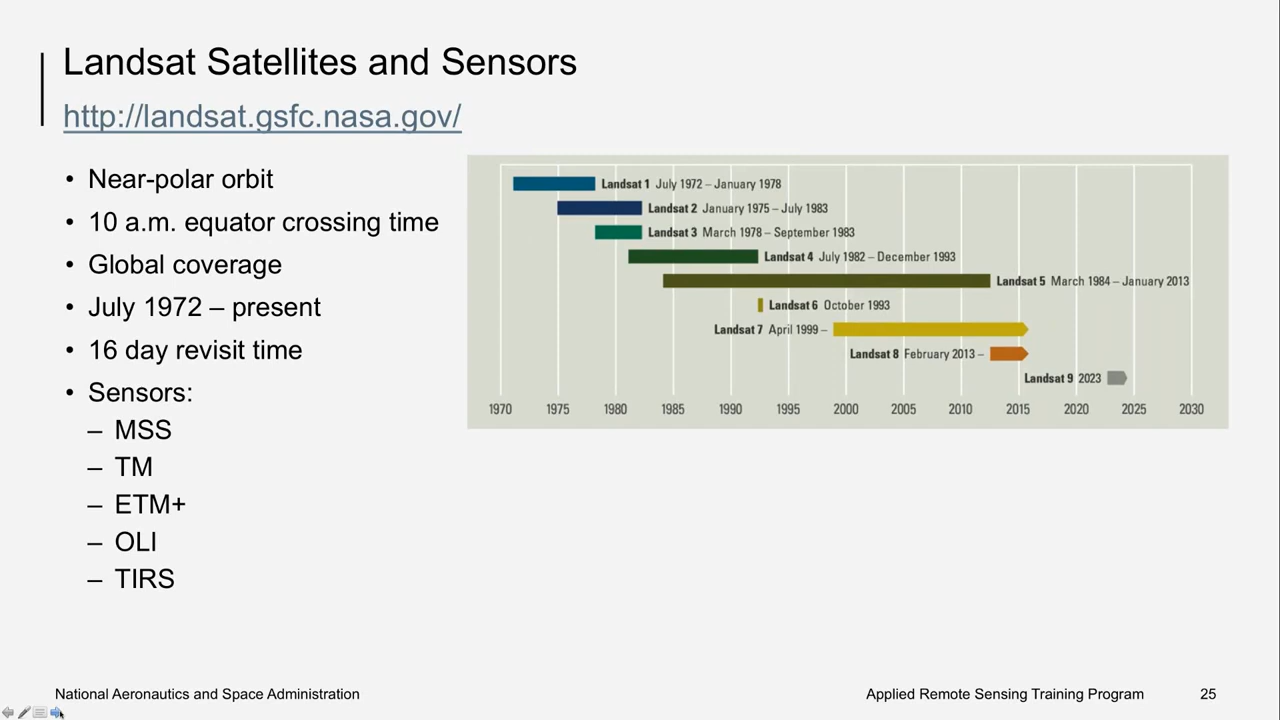 Landsat Satellites and Sensors
http://landsat.gsfc.nasa.gov/
• Near-polar orbit
• 10 a.m. equator crossing time
• Global coverage
• July 1972 – present
• 16 day revisit time
• Sensors:
– MSS
– TM
– ETM+
– OLI
– TIRS
Landsat 1 July 1972 – January 1978
Landsat 2 January 1975 – July 1983
Landsat 3 March 1978 – September 1983
Landsat 4 July 1982 – December 1993
Landsat 5 March 1984 – January 2013
Landsat 6 October 1993
Landsat 7 April 1999 –
Landsat 8 February 2013 –
Landsat 9 2023
1970 1975 1980 1985 1990 1995 2000 2005 2010 2015 2020 2025 2030
National Aeronautics and Space Administration
Applied Remote Sensing Training Program 25